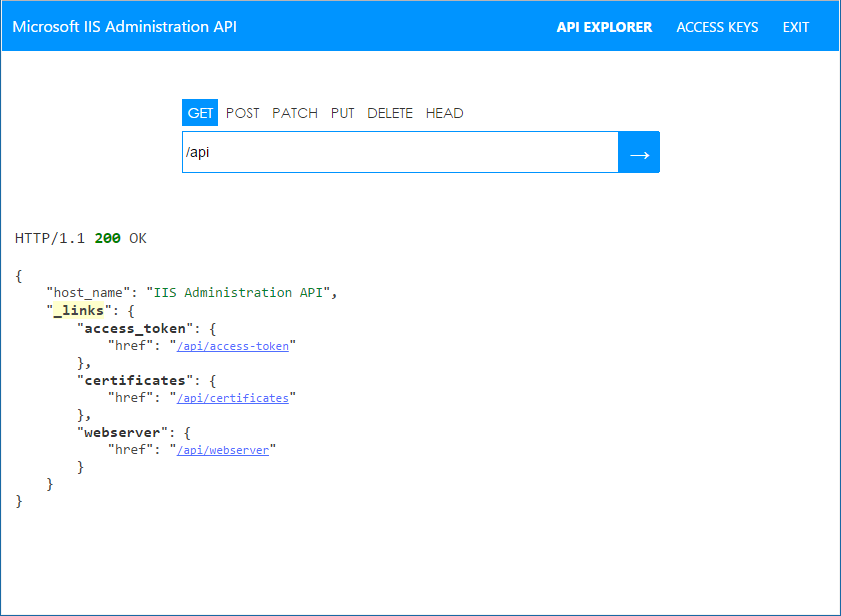 Microsoft IIS Administration API API EXPLORER ACCESS KEYS EXIT
GET POST PATCH PUT DELETE HEAD
/api →
HTTP/1.1 200 OK
{
    "host_name": "IIS Administration API",
    "_links": {
        "access_token": {
            "href": "/api/access-token"
        },
        "certificates": {
            "href": "/api/certificates"
        },
        "webserver": {
            "href": "/api/webserver"
        }
    }
}